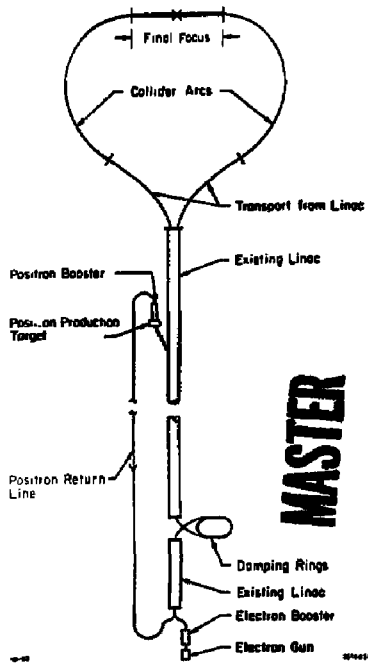 Final Focus
Collider Arcs
Transport from Linac
Existing Linac
Positron Booster
Production
Target
MASTER
Positron Return
Line
Damping Rings
Existing Linac
Electron Booster
Electron Gun